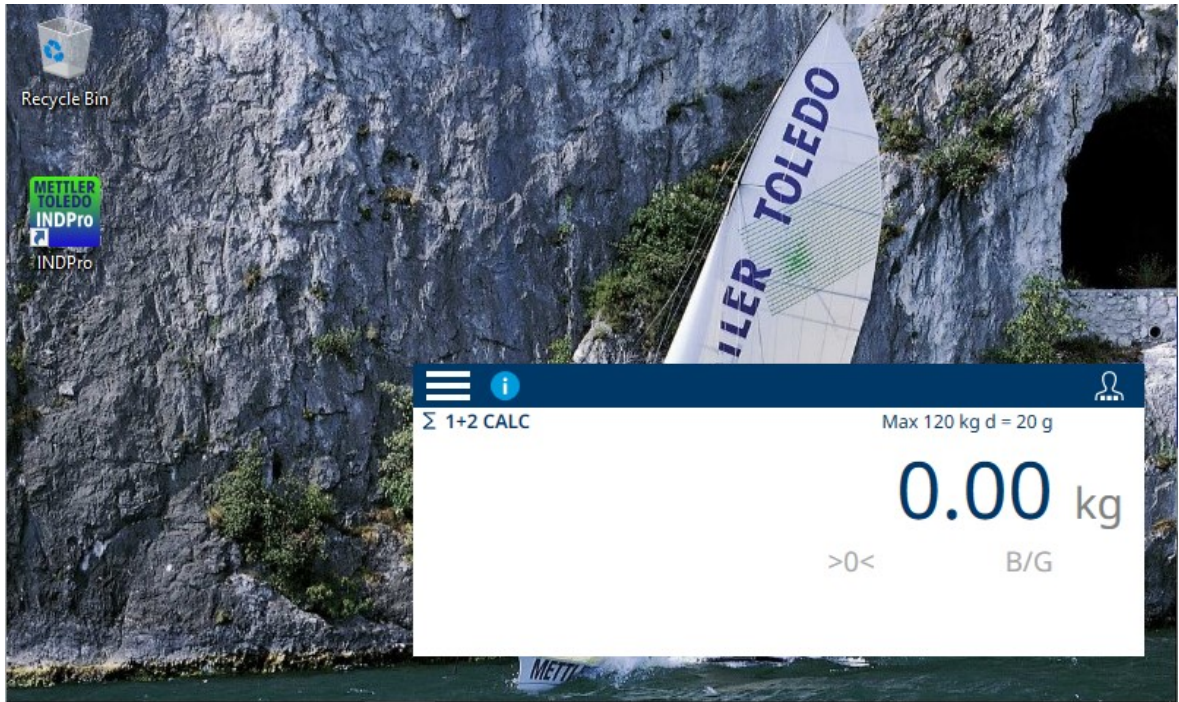 Recycle Bin
METTLER
TOLEDO
INDPro
INDPro
TOLEDO
LER
Σ 1+2 CALC
Max 120 kg d = 20 g
0.00 kg
>0< B/G
METTL